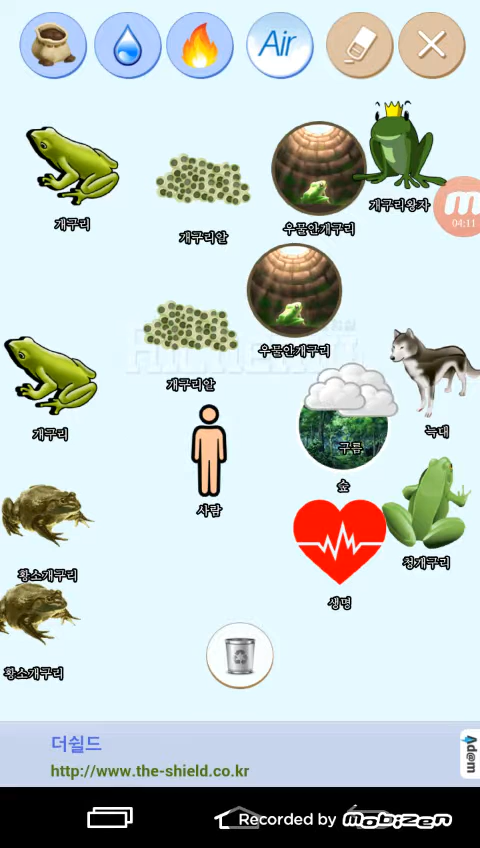 Air
개구리
개구리알
우물안개구리
개구리왕자
04:11
우물안개구리
개구리알
개구리
늑대
구름
숲
사람
청개구리
황소개구리
생명
황소개구리
더쉴드
http://www.the-shield.co.kr
Ad@m
Recorded by Mobizen